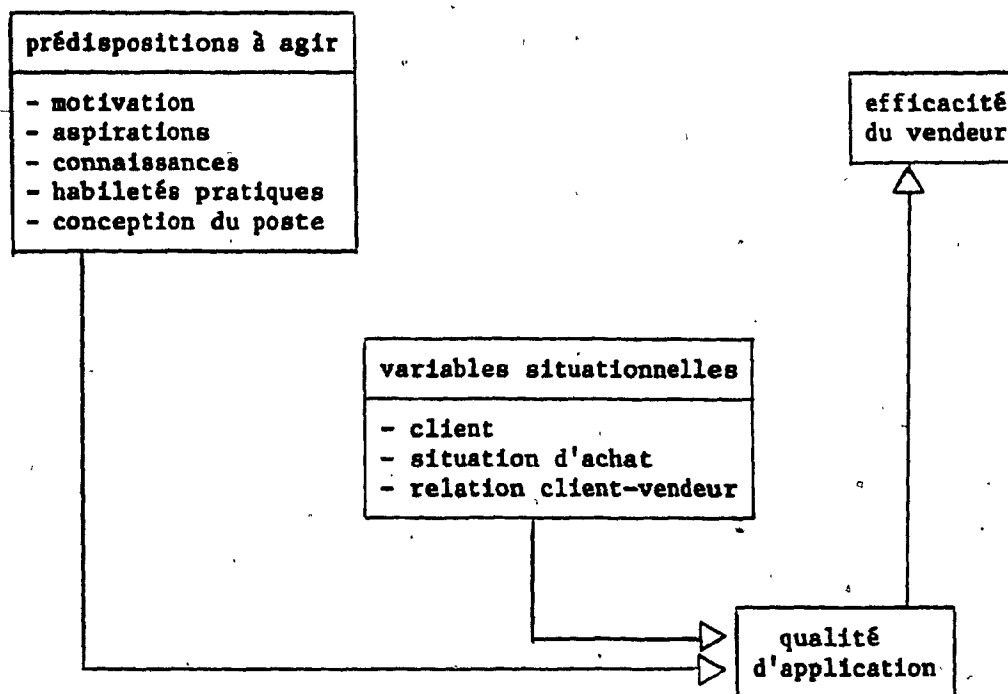 prédispositions à agir
- motivation
- aspirations
- connaissances
- habiletés pratiques
- conception du poste
efficacité
du vendeur
variables situationnelles
- client
- situation d'achat
- relation client-vendeur
qualité
d'application